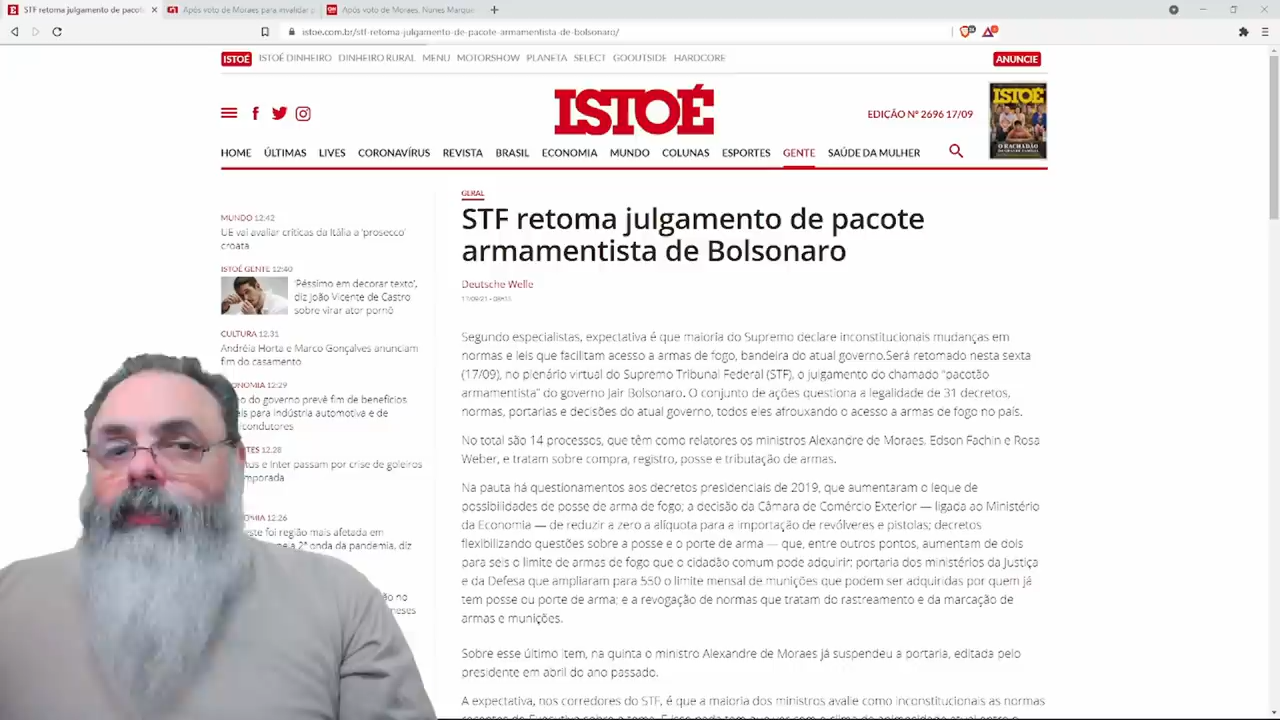 STF retoma julgamento de pacote
Após voto de Moraes para invalidar
Após voto de Moraes, Nunes Marque
istoe.com.br/stf-retoma-julgamento-de-pacote-armamentista-de-bolsonaro/
ISTOÉ ISTOÉ DINHEIRO DINHEIRO RURAL MENU MOTORSHOW PLANETA SELECT GOOUTSIDE HARDCORE ANUNCIE
ISTOÉ
EDIÇÃO Nº 2696 17/09
ISTOÉ
HOME ÚLTIMAS LIVES CORONAVÍRUS REVISTA BRASIL ECONOMIA MUNDO COLUNAS ESPORTES GENTE SAÚDE DA MULHER
MUNDO 12:42
UE vai avaliar críticas da Itália a 'prosecco'
croata
ISTOÉ GENTE 12:40
'Péssimo em decorar texto',
diz João Vicente de Castro
sobre virar ator pornô
CULTURA 12:31
Andréia Horta e Marco Gonçalves anunciam
fim do casamento
ONOMIA 12:29
o do governo prevê fim de benefícios
ais para indústria automotiva e de
condutores
TES 12:28
tus e Inter passam por crise de goleiros
mporada
OMIA 12:26
ste foi região mais afetada em
a 2ª onda da pandemia, diz
ão no
meses
GERAL
STF retoma julgamento de pacote
armamentista de Bolsonaro
Deutsche Welle
Segundo especialistas, expectativa é que maioria do Supremo declare inconstitucionais mudanças em
normas e leis que facilitam acesso a armas de fogo, bandeira do atual governo.Será retomado nesta sexta
(17/09), no plenário virtual do Supremo Tribunal Federal (STF), o julgamento do chamado "pacotão
armamentista" do governo Jair Bolsonaro. O conjunto de ações questiona a legalidade de 31 decretos,
normas, portarias e decisões do atual governo, todos eles afrouxando o acesso a armas de fogo no país.
No total são 14 processos, que têm como relatores os ministros Alexandre de Moraes, Edson Fachin e Rosa
Weber, e tratam sobre compra, registro, posse e tributação de armas.
Na pauta há questionamentos aos decretos presidenciais de 2019, que aumentaram o leque de
possibilidades de posse de arma de fogo; a decisão da Câmara de Comércio Exterior — ligada ao Ministério
da Economia — de reduzir a zero a alíquota para a importação de revólveres e pistolas; decretos
flexibilizando questões sobre a posse e o porte de arma — que, entre outros pontos, aumentam de dois
para seis o limite de armas de fogo que o cidadão comum pode adquirir; portaria dos ministérios da Justiça
e da Defesa que ampliaram para 550 o limite mensal de munições que podem ser adquiridas por quem já
tem posse ou porte de arma; e a revogação de normas que tratam do rastreamento e da marcação de
armas e munições.
Sobre esse último item, na quinta o ministro Alexandre de Moraes já suspendeu a portaria, editada pelo
presidente em abril do ano passado.
A expectativa, nos corredores do STF, é que a maioria dos ministros avalie como inconstitucionais as normas